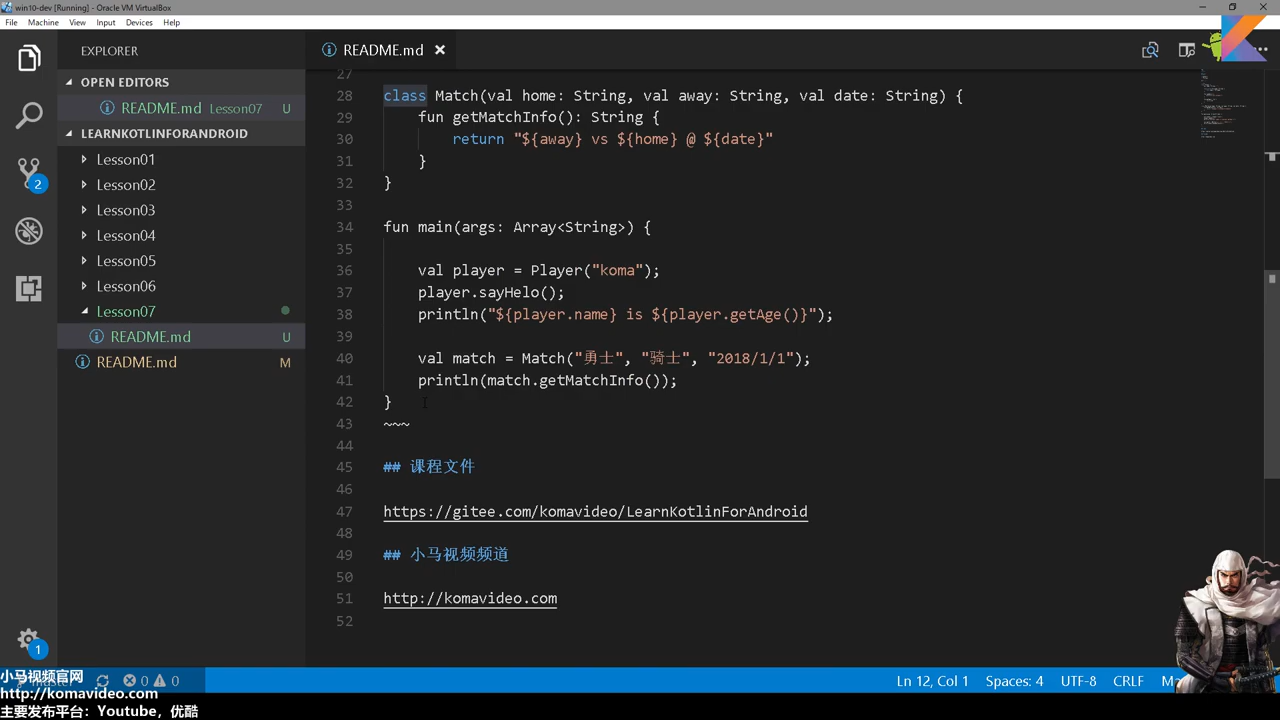 win10-dev [Running] - Oracle VM VirtualBox
File Machine View Input Devices Help
EXPLORER
README.md
OPEN EDITORS
README.md Lesson07 U
LEARNKOTLINFORANDROID
Lesson01
Lesson02
Lesson03
Lesson04
Lesson05
Lesson06
Lesson07
README.md U
README.md M
2
1
27
28 class Match(val home: String, val away: String, val date: String) {
29 fun getMatchInfo(): String {
30 return "${away} vs ${home} @ ${date}"
31 }
32 }
33
34 fun main(args: Array<String>) {
35
36 val player = Player("koma");
37 player.sayHelo();
38 println("${player.name} is ${player.getAge()}");
39
40 val match = Match("勇士", "骑士", "2018/1/1");
41 println(match.getMatchInfo());
42 }
43 ~~~
44
45 ## 课程文件
46
47 https://gitee.com/komavideo/LearnKotlinForAndroid
48
49 ## 小马视频频道
50
51 http://komavideo.com
52
小马视频官网
http://komavideo.com
主要发布平台：Youtube，优酷
0 0
Ln 12, Col 1 Spaces: 4 UTF-8 CRLF